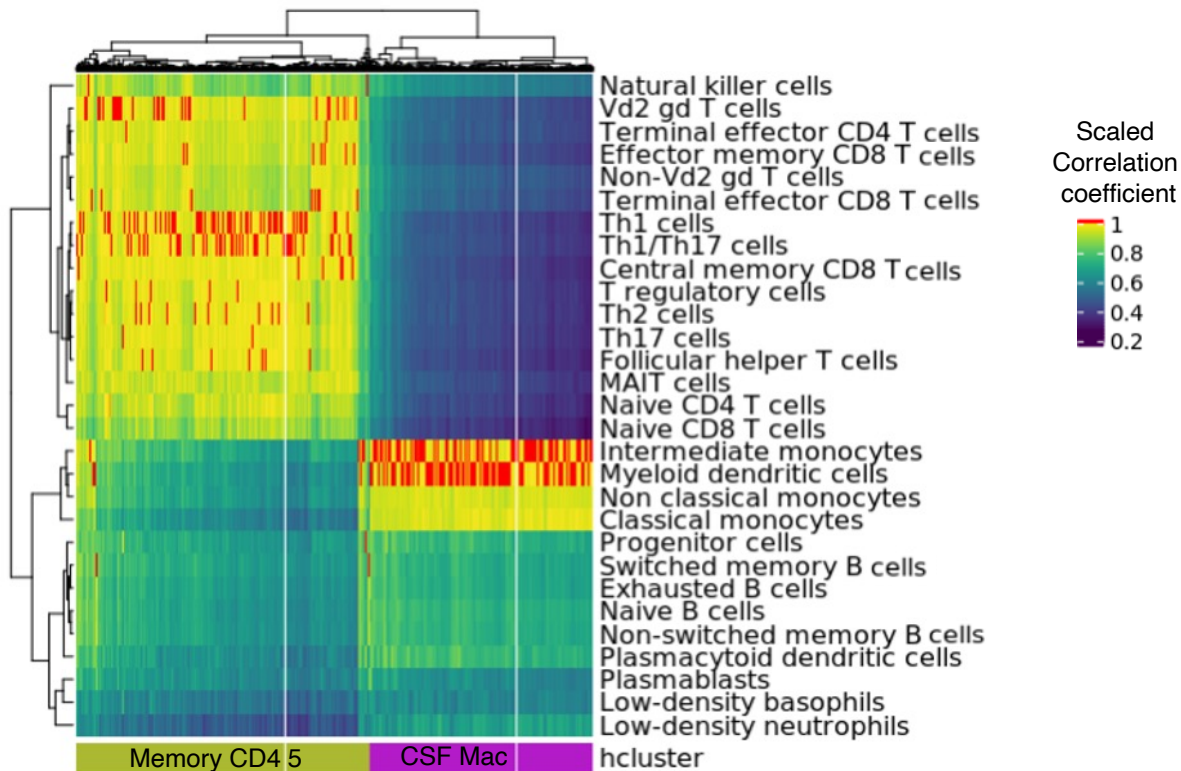 Natural killer cells
Vd2 gd T cells
Terminal effector CD4 T cells
Effector memory CD8 T cells
Non-Vd2 gd T cells
Terminal effector CD8 T cells
Th1 cells
Th1/Th17 cells
Central memory CD8 T cells
T regulatory cells
Th2 cells
Th17 cells
Follicular helper T cells
MAIT cells
Naive CD4 T cells
Naive CD8 T cells
Intermediate monocytes
Myeloid dendritic cells
Non classical monocytes
Classical monocytes
Progenitor cells
Switched memory B cells
Exhausted B cells
Naive B cells
Non-switched memory B cells
Plasmacytoid dendritic cells
Plasmablasts
Low-density basophils
Low-density neutrophils
Memory CD4 5 CSF Mac hcluster
Scaled
Correlation
coefficient
1
0.8
0.6
0.4
0.2